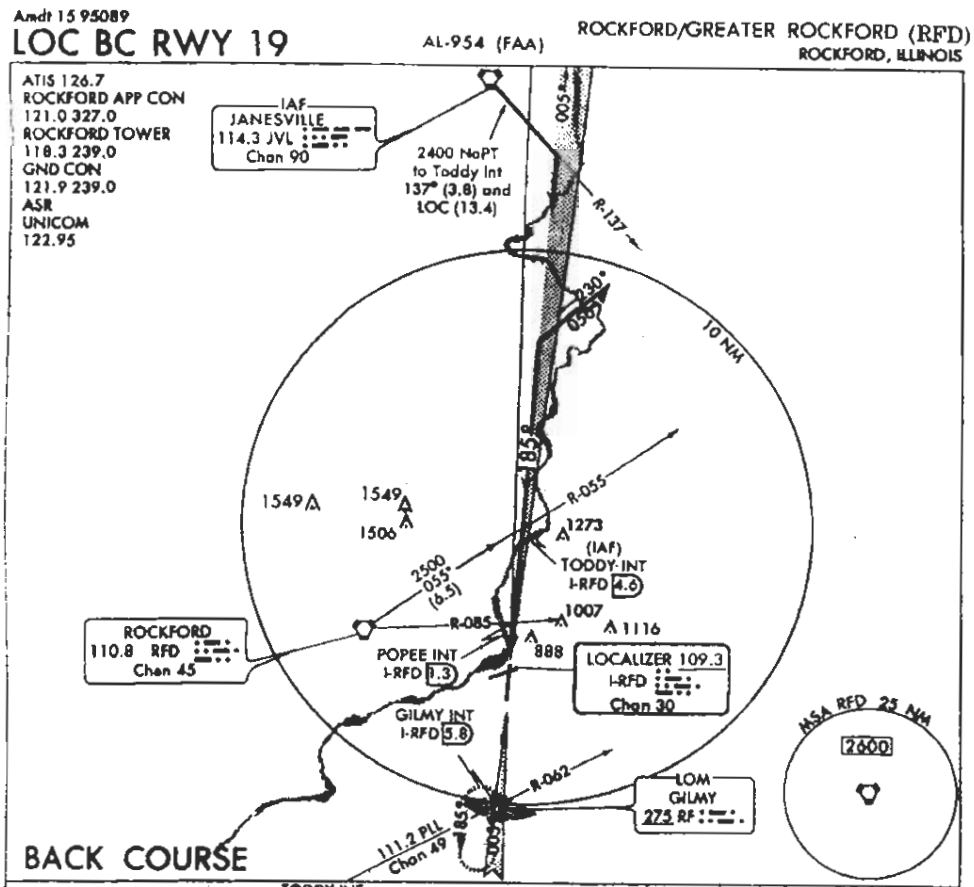 Amdt 15 95089
LOC BC RWY 19
AL-954 (FAA)
ROCKFORD/GREATER ROCKFORD (RFD)
ROCKFORD, ILLINOIS
ATIS 126.7
ROCKFORD APP CON
121.0 327.0
ROCKFORD TOWER
118.3 239.0
GND CON
121.9 239.0
ASR
UNICOM
122.95
IAF
JANESVILLE
114.3 JVL
Chan 90
2400 NoPT
to Toddy Int
137° (3.8) and
LOC (13.4)
005°
R-137
230°
050°
10 NM
185°
R-055
1549
1549
1506
1273
(IAF)
TODDY INT
I-RFD 4.6
2500
055°
(6.5)
R-085
1007
1116
888
ROCKFORD
110.8 RFD
Chan 45
POPEE INT
I-RFD 1.3
LOCALIZER 109.3
I-RFD
Chan 30
GILMY INT
I-RFD 5.8
R-062
MSA RFD 25 NM
2600
LOM
GILMY
275 RF
185°
005°
111.2 PLL
Chan 49
BACK COURSE
TODDY INT